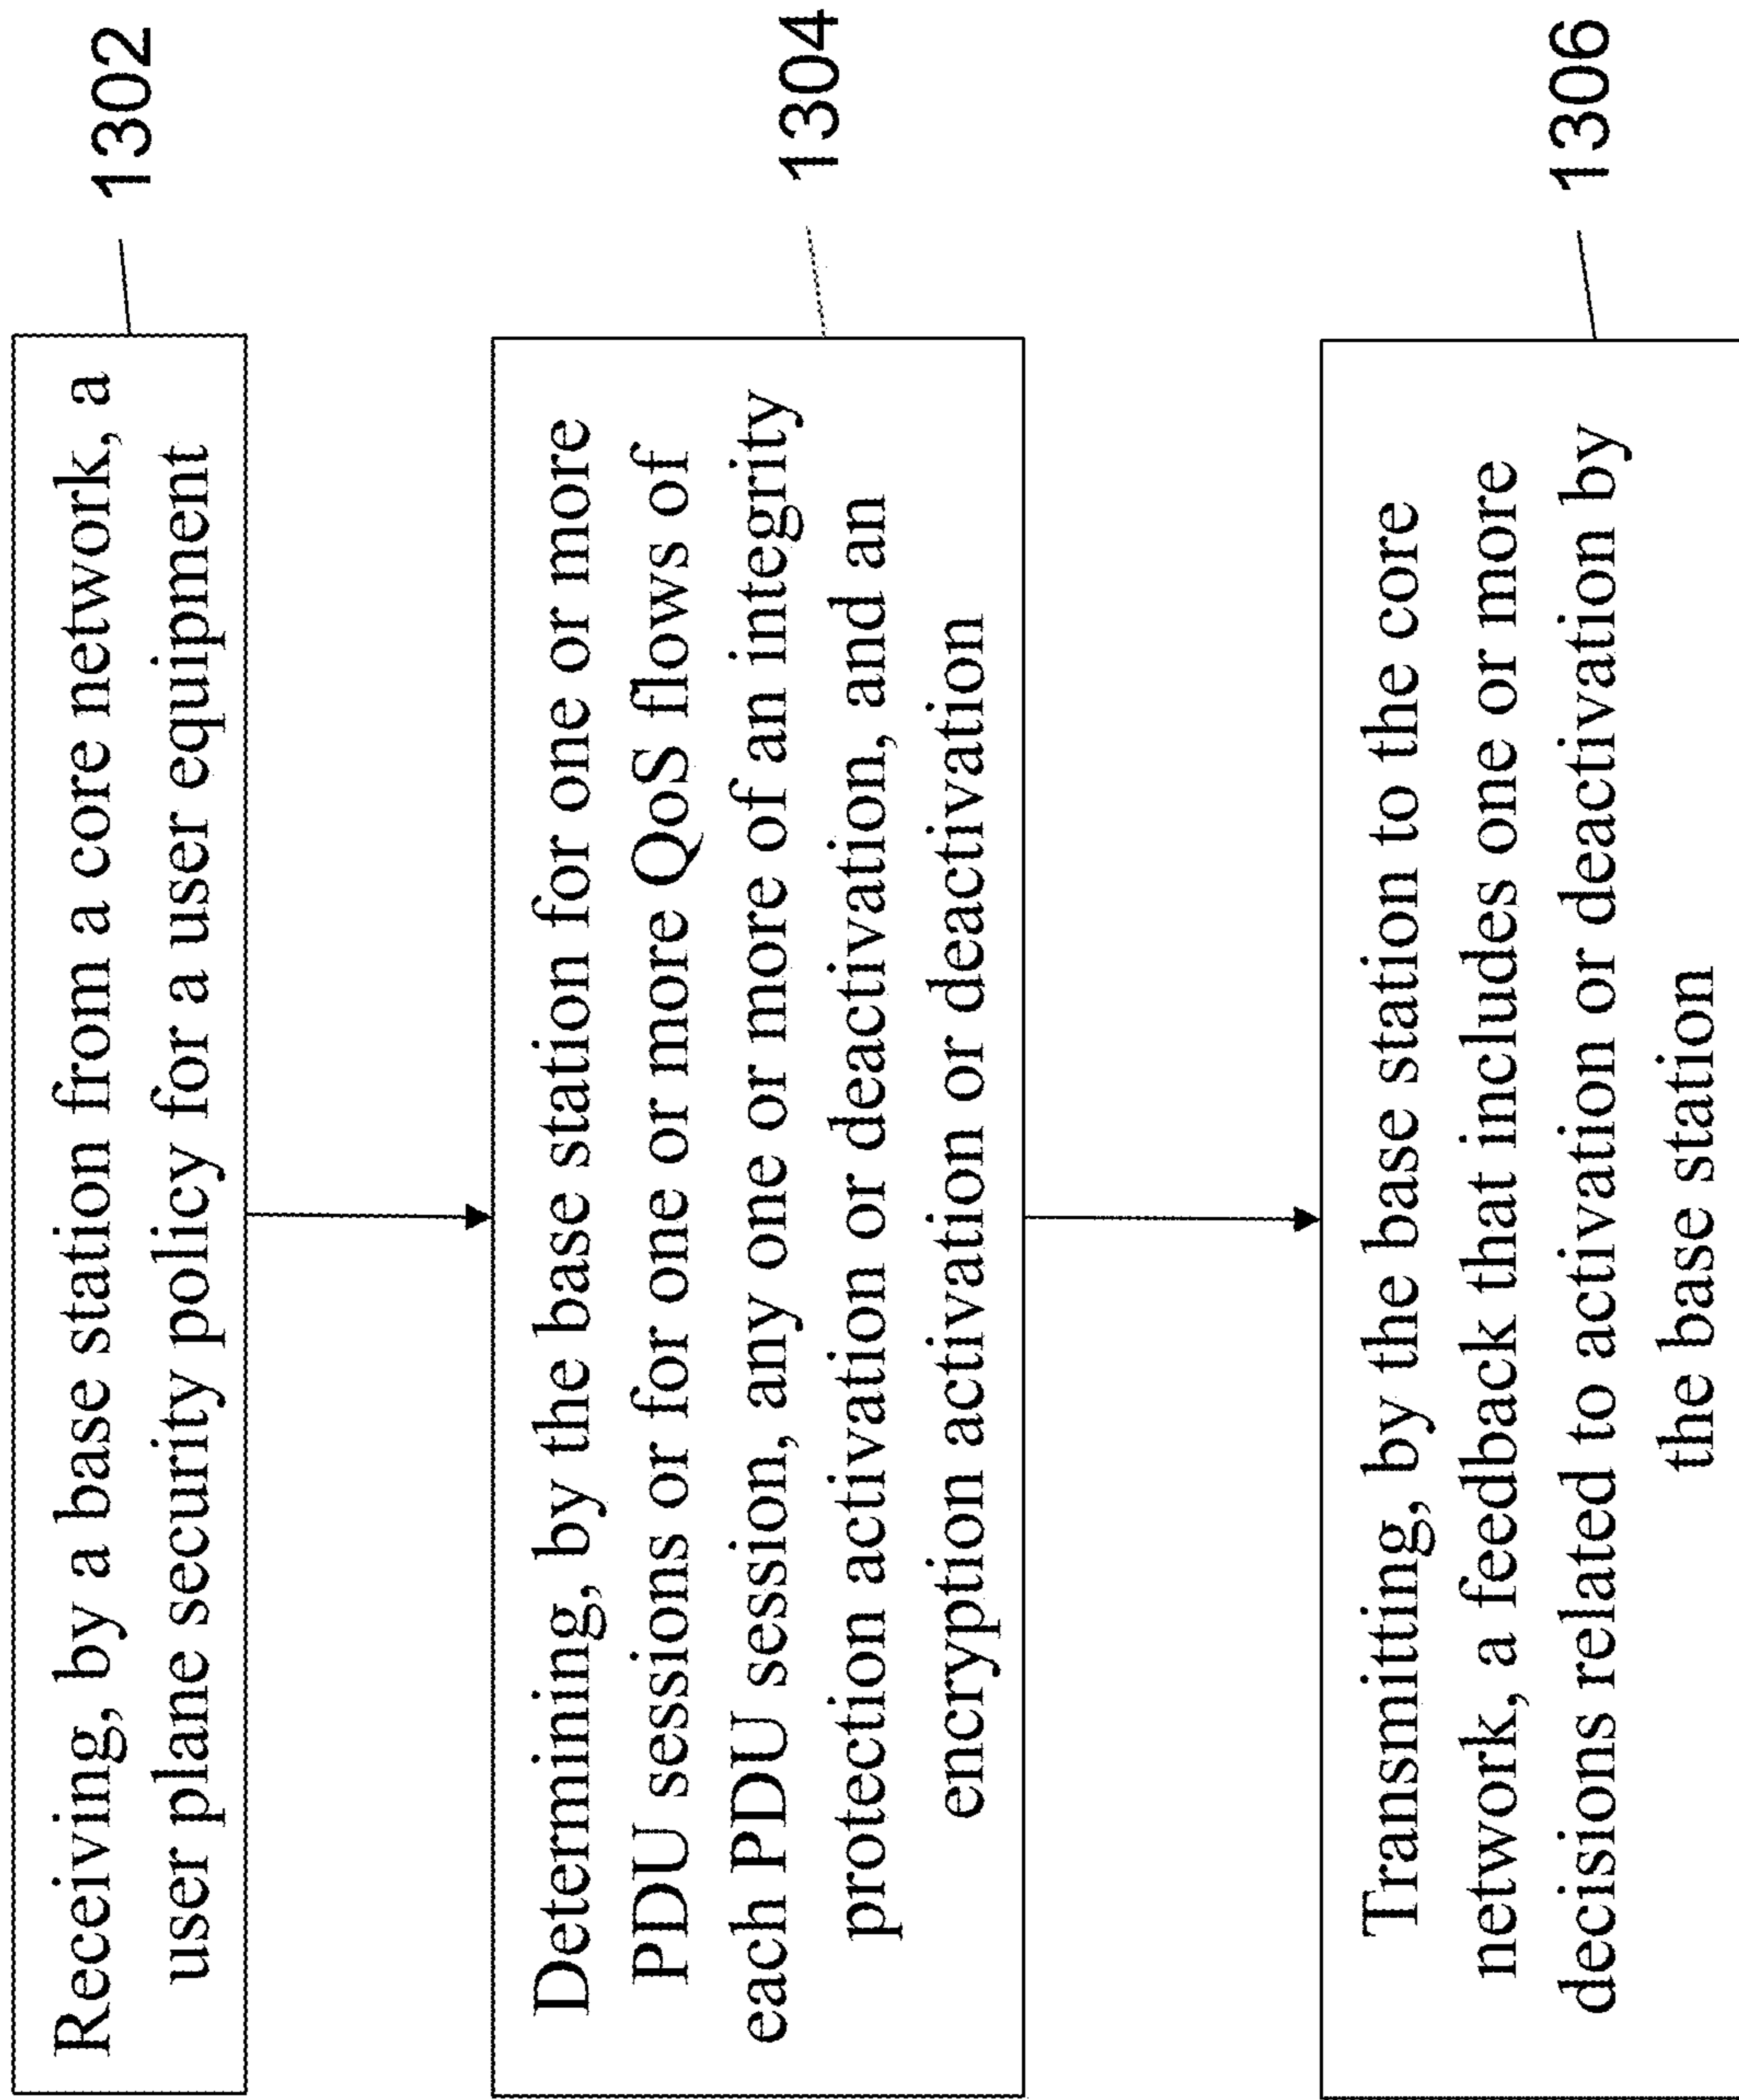 Receiving, by a base station from a core network, a
user plane security policy for a user equipment
1302
Determining, by the base station for one or more
PDU sessions or for one or more QoS flows of
each PDU session, any one or more of an integrity
protection activation or deactivation, and an
encryption activation or deactivation
1304
Transmitting, by the base station to the core
network, a feedback that includes one or more
decisions related to activation or deactivation by
the base station
1306